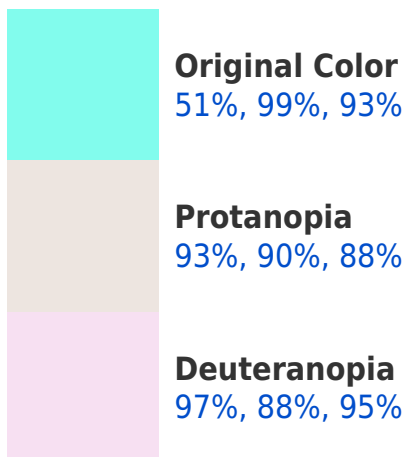 Original Color
51%, 99%, 93%
Protanopia
93%, 90%, 88%
Deuteranopia
97%, 88%, 95%